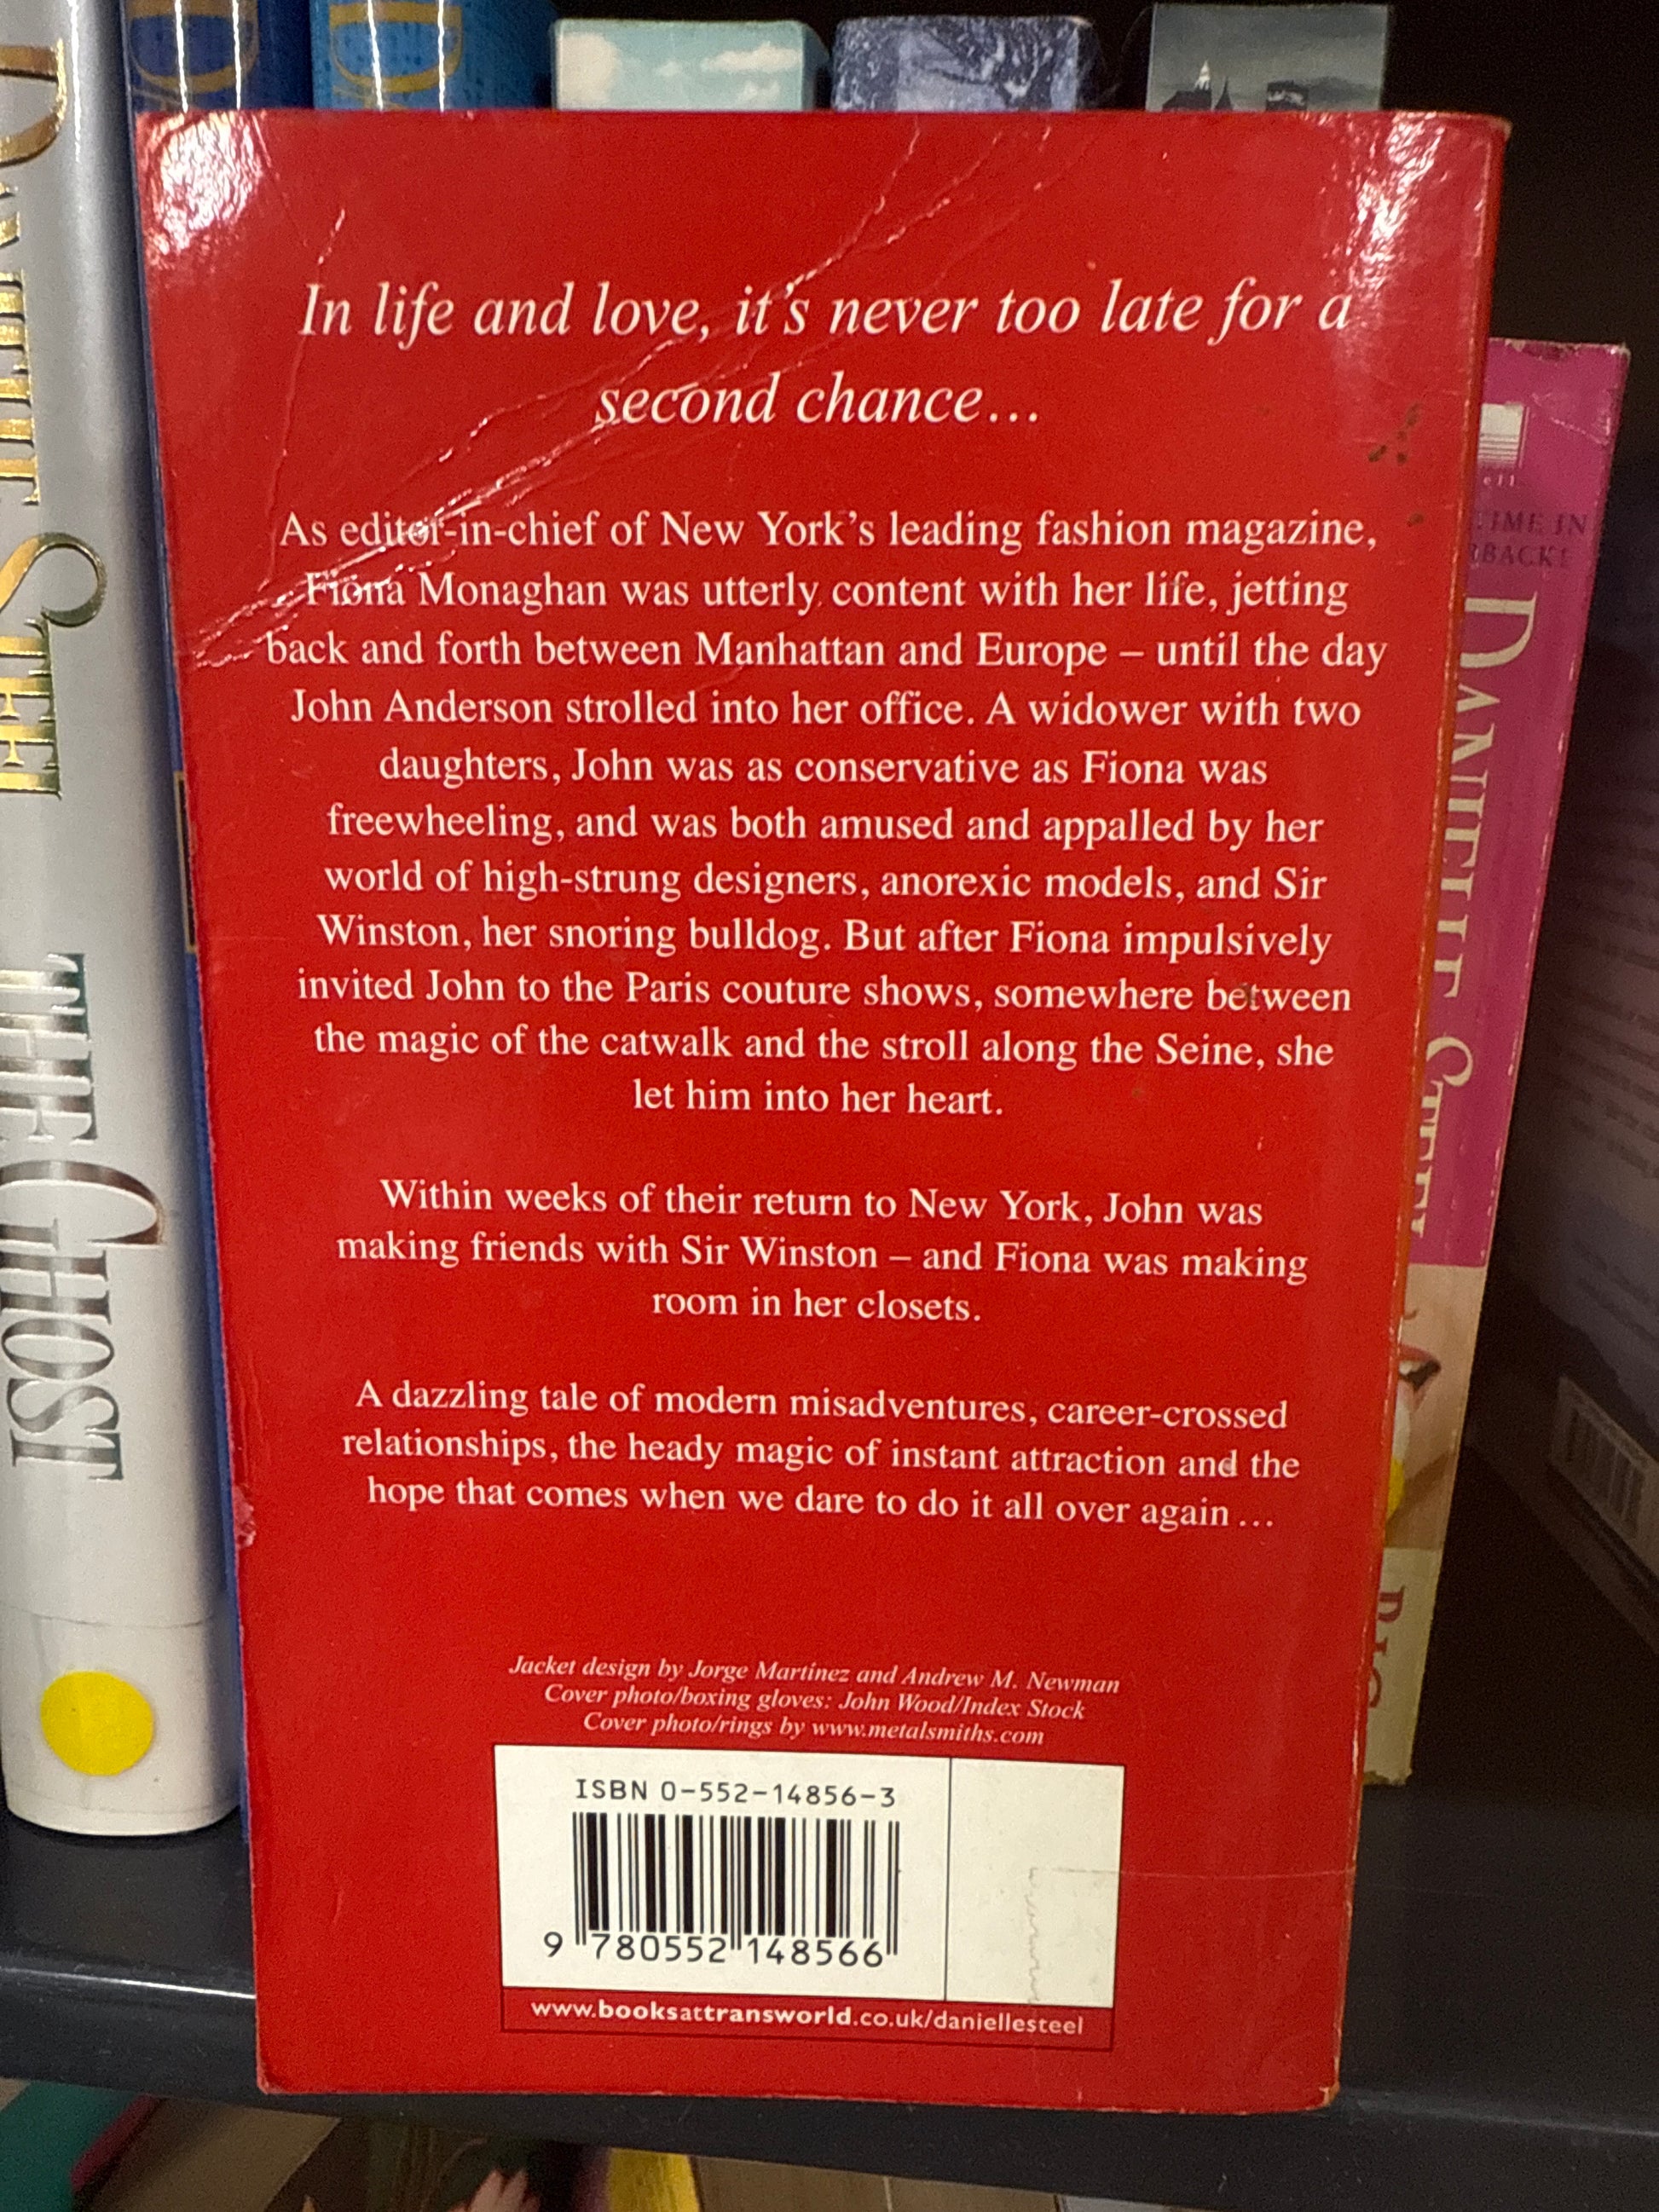 In life and love, it's never too late for a
second chance...
As editor-in-chief of New York's leading fashion magazine,
Fiona Monaghan was utterly content with her life, jetting
back and forth between Manhattan and Europe – until the day
John Anderson strolled into her office. A widower with two
daughters, John was as conservative as Fiona was
freewheeling, and was both amused and appalled by her
world of high-strung designers, anorexic models, and Sir
Winston, her snoring bulldog. But after Fiona impulsively
invited John to the Paris couture shows, somewhere between
the magic of the catwalk and the stroll along the Seine, she
let him into her heart.
Within weeks of their return to New York, John was
making friends with Sir Winston – and Fiona was making
room in her closets.
A dazzling tale of modern misadventures, career-crossed
relationships, the heady magic of instant attraction and the
hope that comes when we dare to do it all over again ...
Jacket design by Jorge Martínez and Andrew M. Newman
Cover photo/boxing gloves: John Wood/Index Stock
Cover photo/rings by www.metalsmiths.com
ISBN 0-552-14856-3
9 780552 148566
www.booksattransworld.co.uk/daniellesteel
DANIELLE STEEL THE GHOST
DANIELLE STEEL